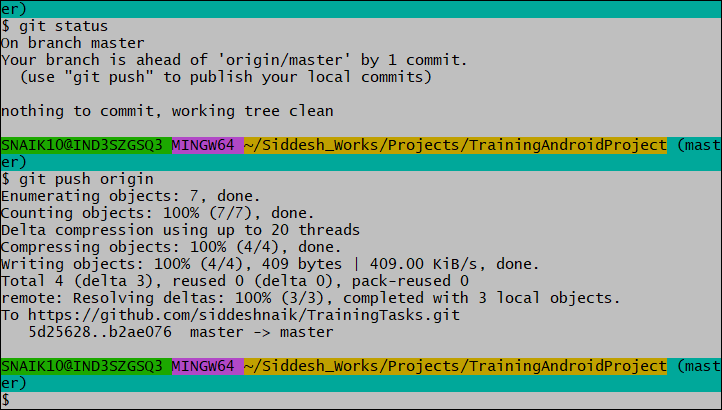 er)
$ git status
On branch master
Your branch is ahead of 'origin/master' by 1 commit.
  (use "git push" to publish your local commits)
nothing to commit, working tree clean
SNAIK10@IND3SZGSQ3 MINGW64 ~/Siddesh_Works/Projects/TrainingAndroidProject (mast
er)
$ git push origin
Enumerating objects: 7, done.
Counting objects: 100% (7/7), done.
Delta compression using up to 20 threads
Compressing objects: 100% (4/4), done.
Writing objects: 100% (4/4), 409 bytes | 409.00 KiB/s, done.
Total 4 (delta 3), reused 0 (delta 0), pack-reused 0
remote: Resolving deltas: 100% (3/3), completed with 3 local objects.
To https://github.com/siddeshnaik/TrainingTasks.git
   5d25628..b2ae076  master -> master
SNAIK10@IND3SZGSQ3 MINGW64 ~/Siddesh_Works/Projects/TrainingAndroidProject (mast
er)
$